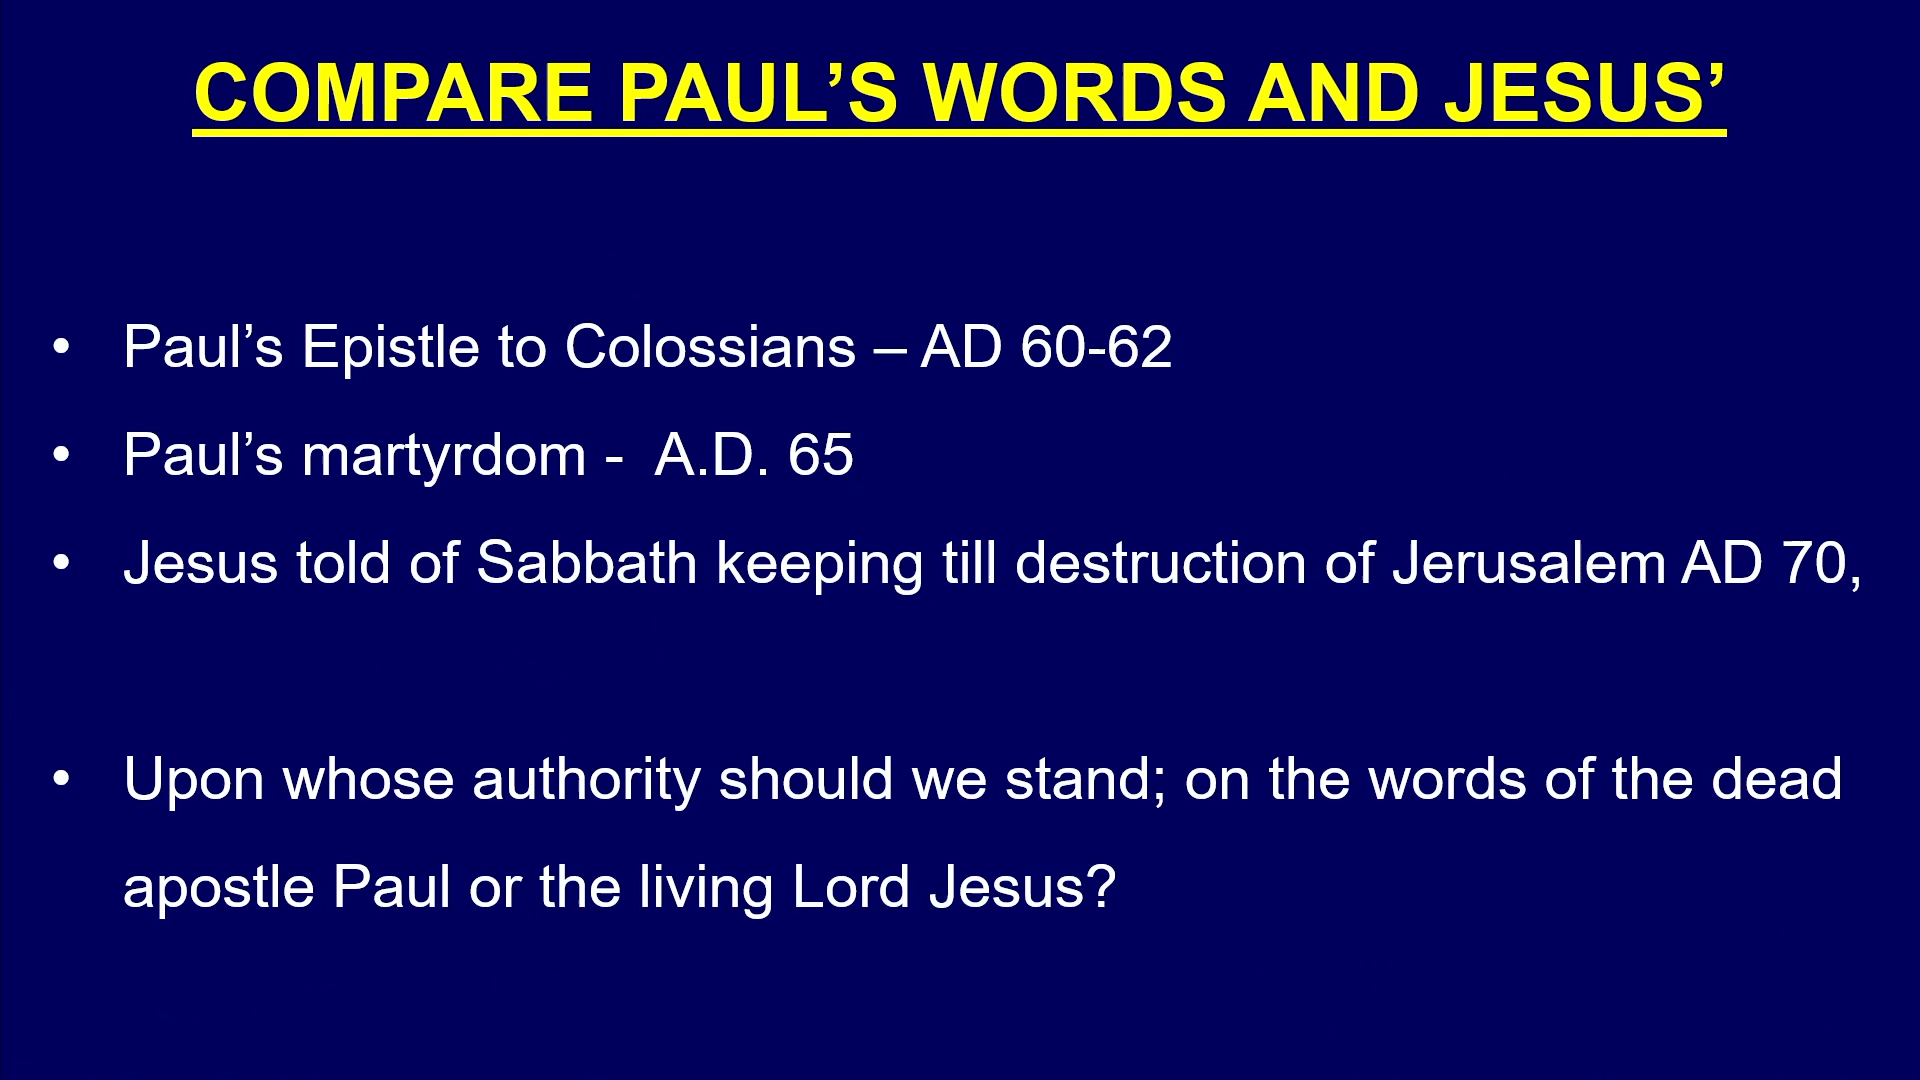 COMPARE PAUL’S WORDS AND JESUS’
• Paul’s Epistle to Colossians – AD 60-62
• Paul’s martyrdom -  A.D. 65
• Jesus told of Sabbath keeping till destruction of Jerusalem AD 70,
• Upon whose authority should we stand; on the words of the dead
apostle Paul or the living Lord Jesus?